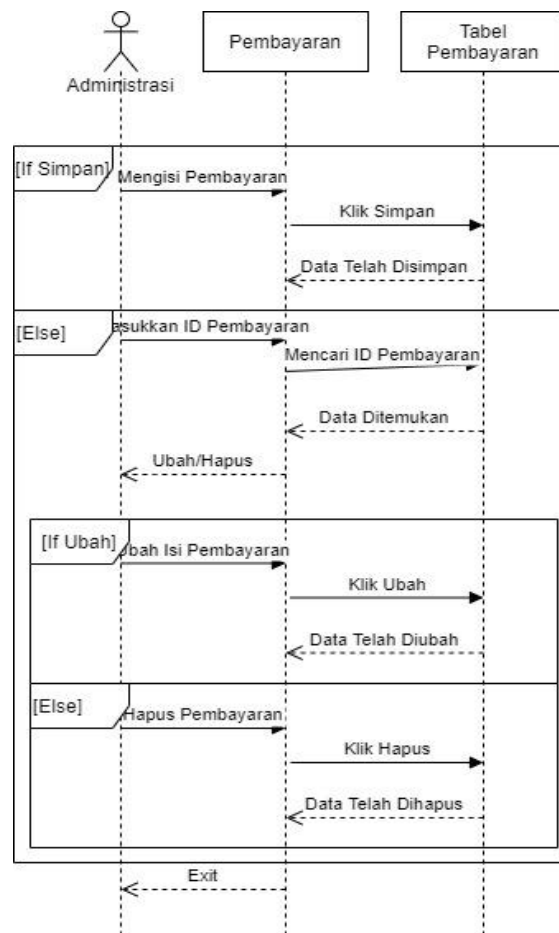 Pembayaran
Tabel
Pembayaran
Administrasi
[If Simpan]
Mengisi Pembayaran
Klik Simpan
Data Telah Disimpan
[Else]
asukkan ID Pembayaran
Mencari ID Pembayaran
Data Ditemukan
Ubah/Hapus
[If Ubah]
Ubah Isi Pembayaran
Klik Ubah
Data Telah Diubah
[Else]
Hapus Pembayaran
Klik Hapus
Data Telah Dihapus
Exit